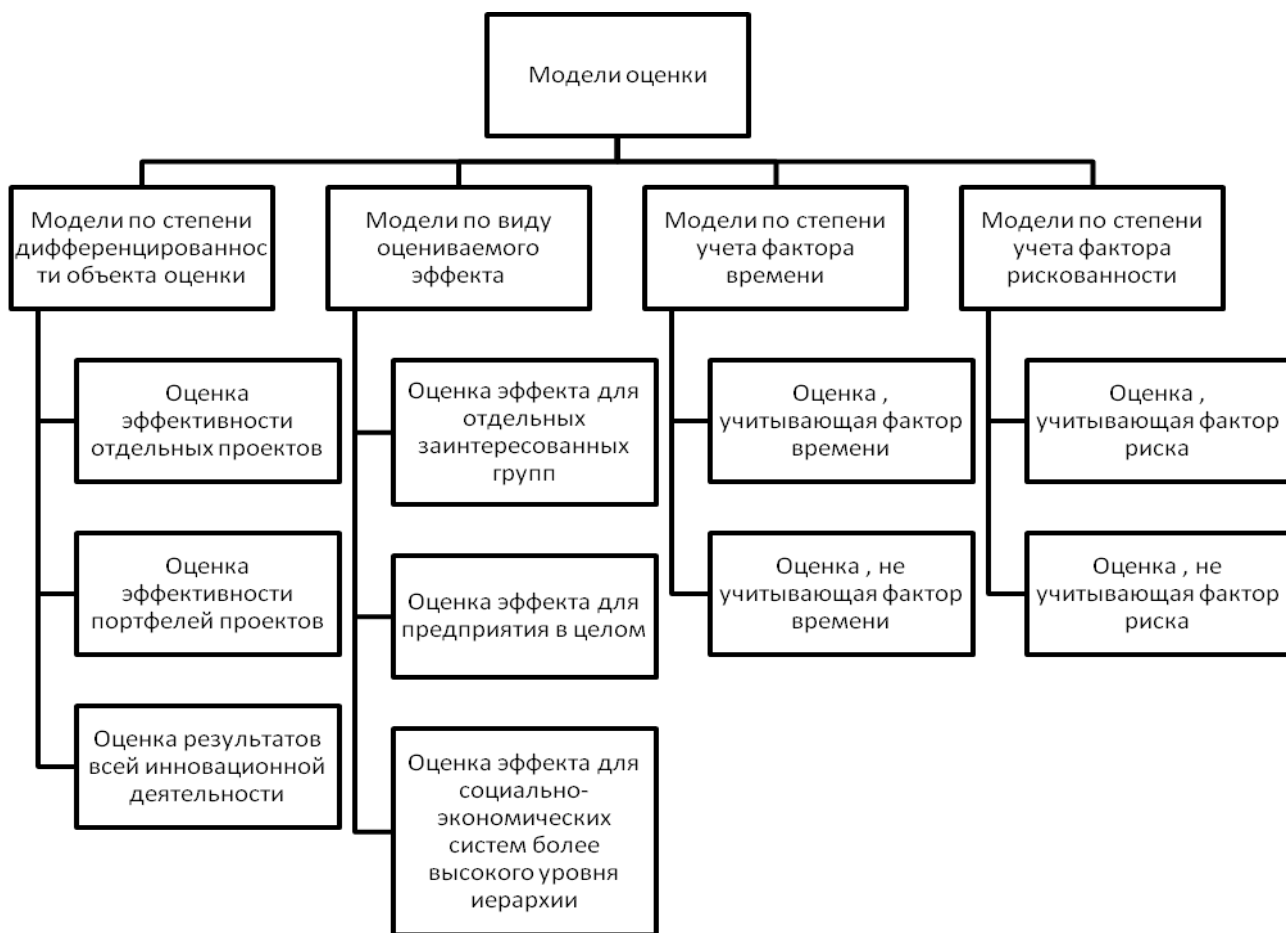 Модели оценки
Модели по степени
дифференцированнос
ти объекта оценки
Модели по виду
оцениваемого
эффекта
Модели по степени
учета фактора
времени
Модели по степени
учета фактора
рискованности
Оценка
эффективности
отдельных проектов
Оценка
эффективности
портфелей проектов
Оценка результатов
всей инновационной
деятельности
Оценка эффекта для
отдельных
заинтересованных
групп
Оценка эффекта для
предприятия в целом
Оценка эффекта для
социально-
экономических
систем более
высокого уровня
иерархии
Оценка , 
учитывающая фактор
времени
Оценка , не
учитывающая фактор
времени
Оценка , 
учитывающая фактор
риска
Оценка , не
учитывающая фактор
риска